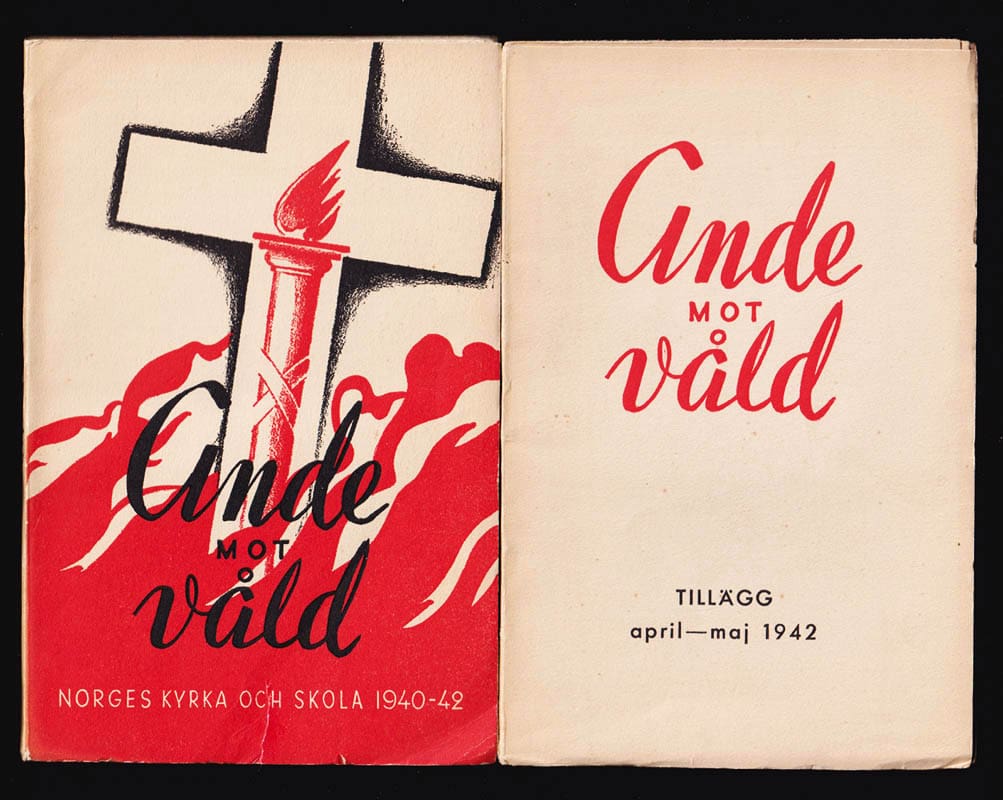 Ande
MOT
våld
NORGES KYRKA OCH SKOLA 1940-42
Ande
MOT
våld
TILLÄGG
april—maj 1942